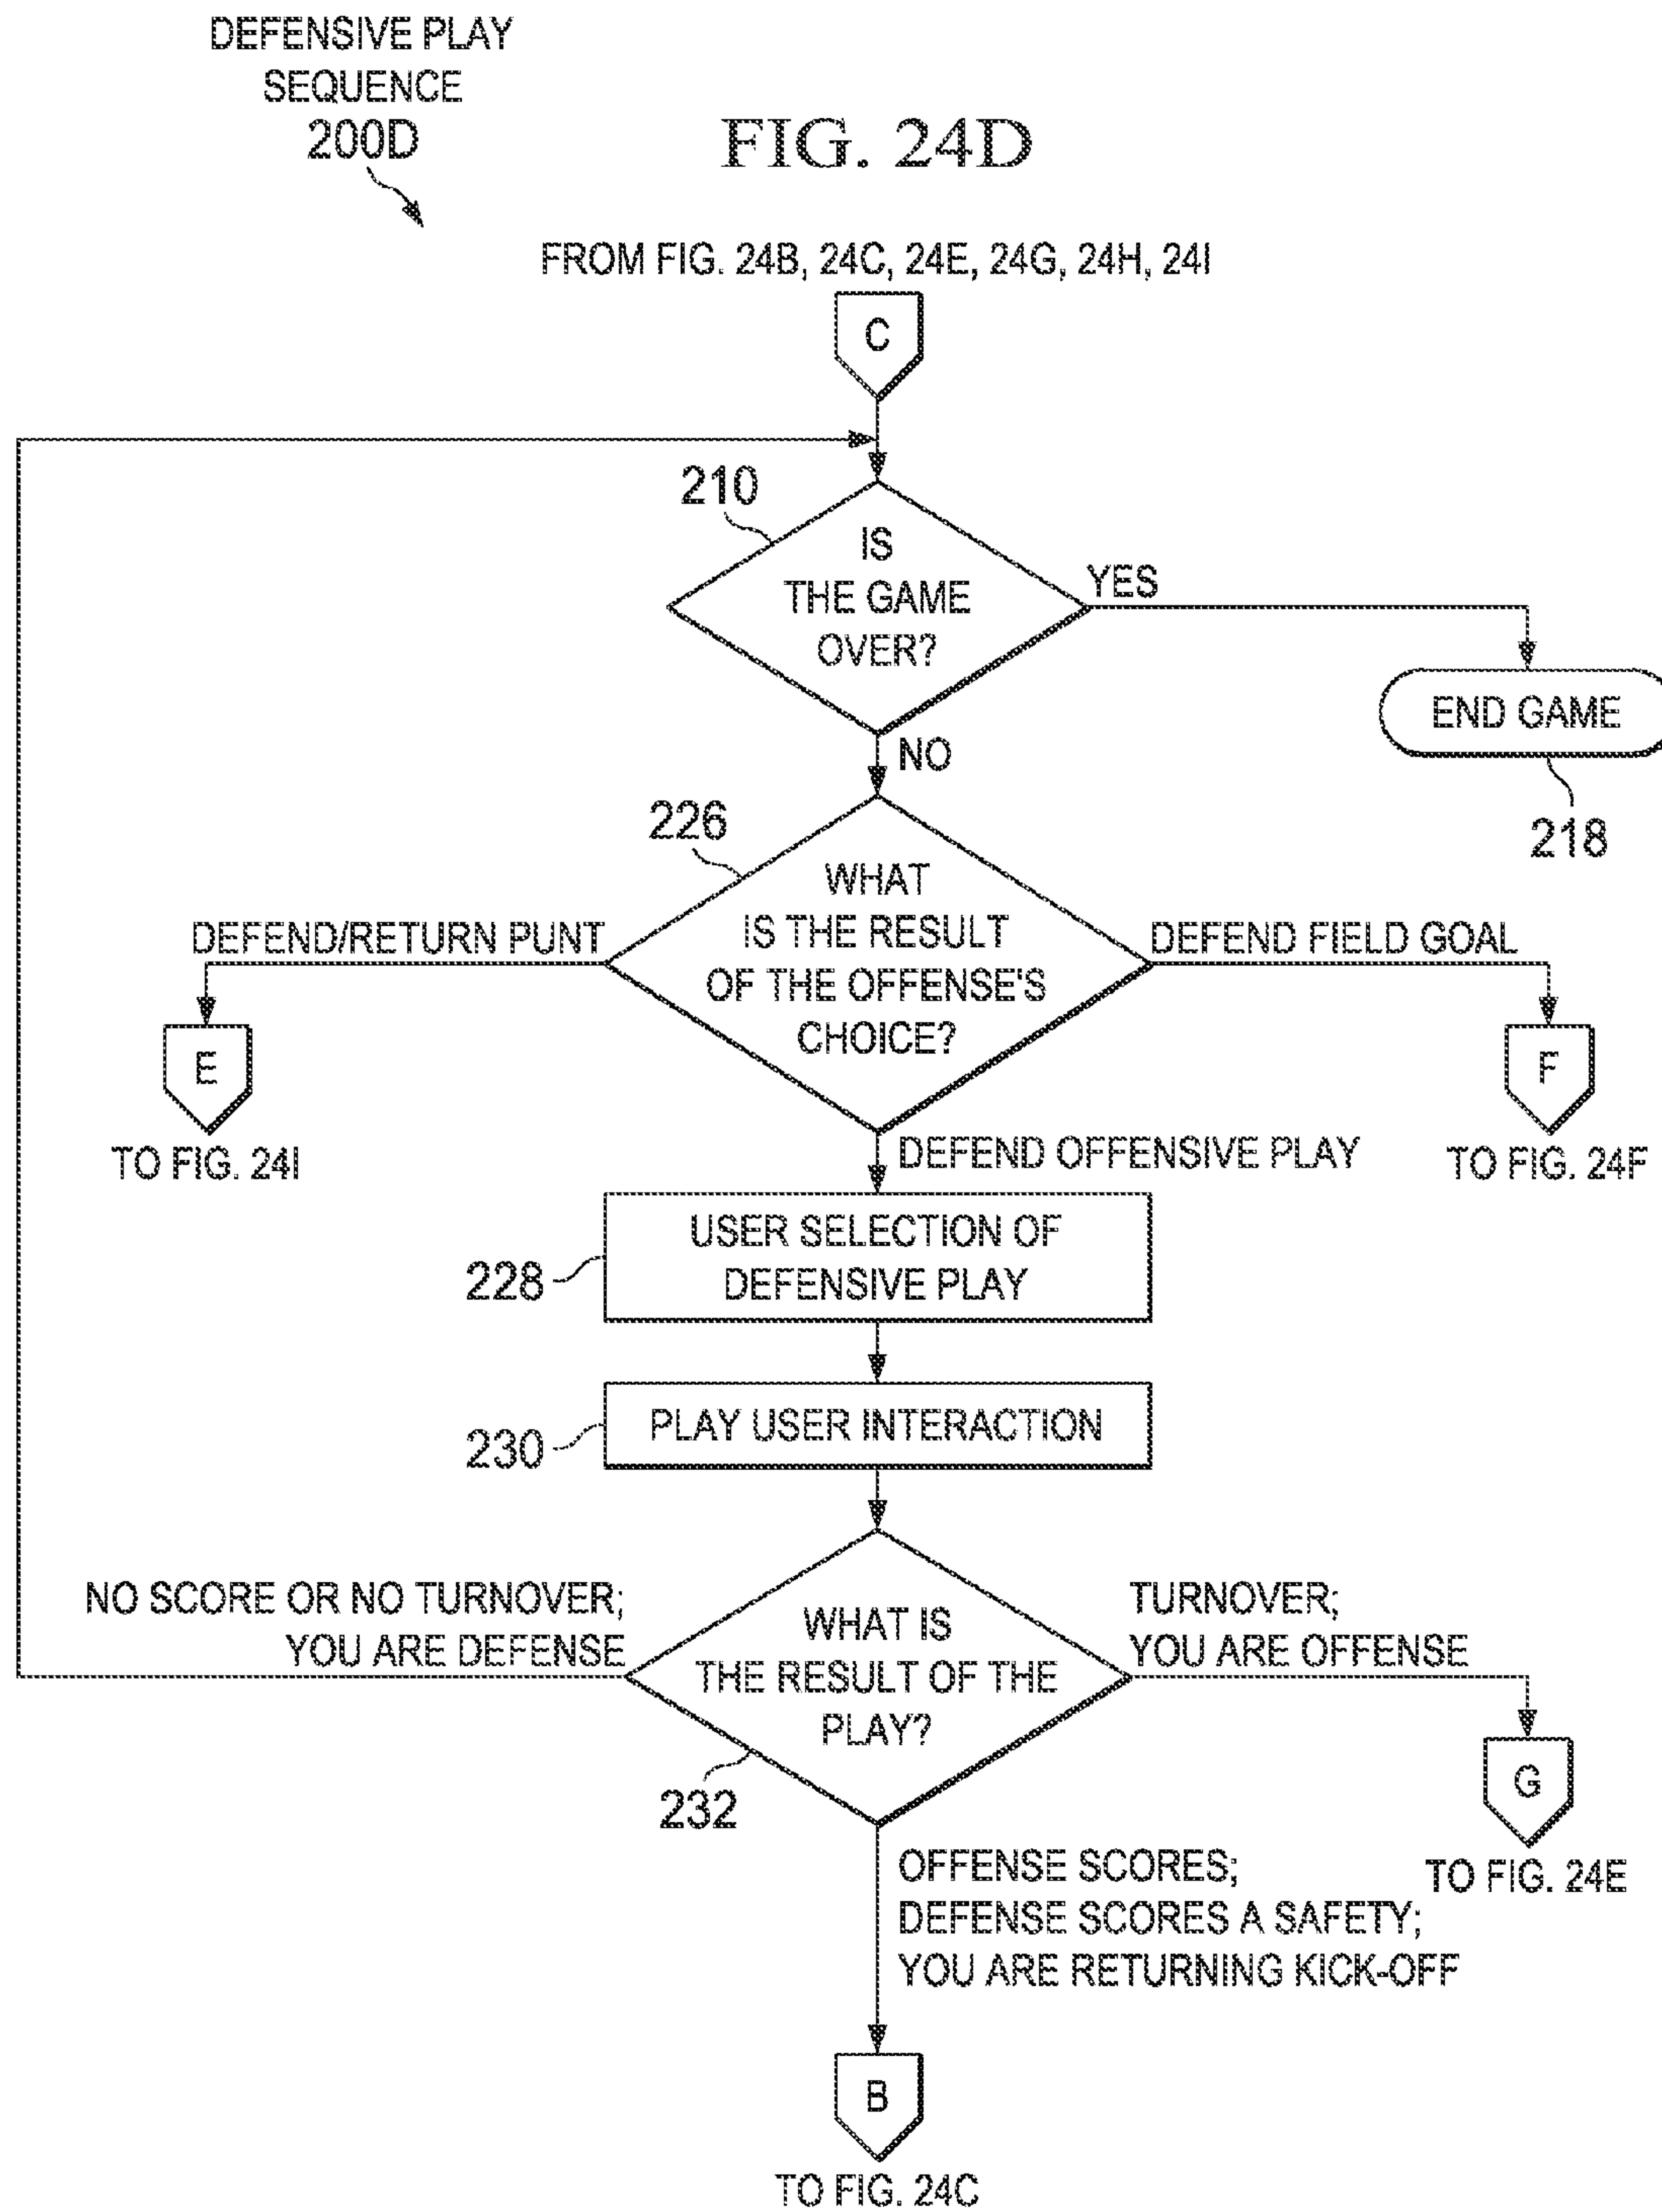 DEFENSIVE PLAY
SEQUENCE
200D
FIG. 24D
FROM FIG. 24B, 24C, 24E, 24G, 24H, 24I
C
210
IS
THE GAME
OVER?
YES
END GAME
218
NO
226
WHAT
IS THE RESULT
OF THE OFFENSE'S
CHOICE?
DEFEND/RETURN PUNT
DEFEND FIELD GOAL
E
TO FIG. 24I
F
TO FIG. 24F
DEFEND OFFENSIVE PLAY
228
USER SELECTION OF
DEFENSIVE PLAY
230
PLAY USER INTERACTION
NO SCORE OR NO TURNOVER;
YOU ARE DEFENSE
WHAT IS
THE RESULT OF THE
PLAY?
232
TURNOVER;
YOU ARE OFFENSE
G
TO FIG. 24E
OFFENSE SCORES;
DEFENSE SCORES A SAFETY;
YOU ARE RETURNING KICK-OFF
B
TO FIG. 24C